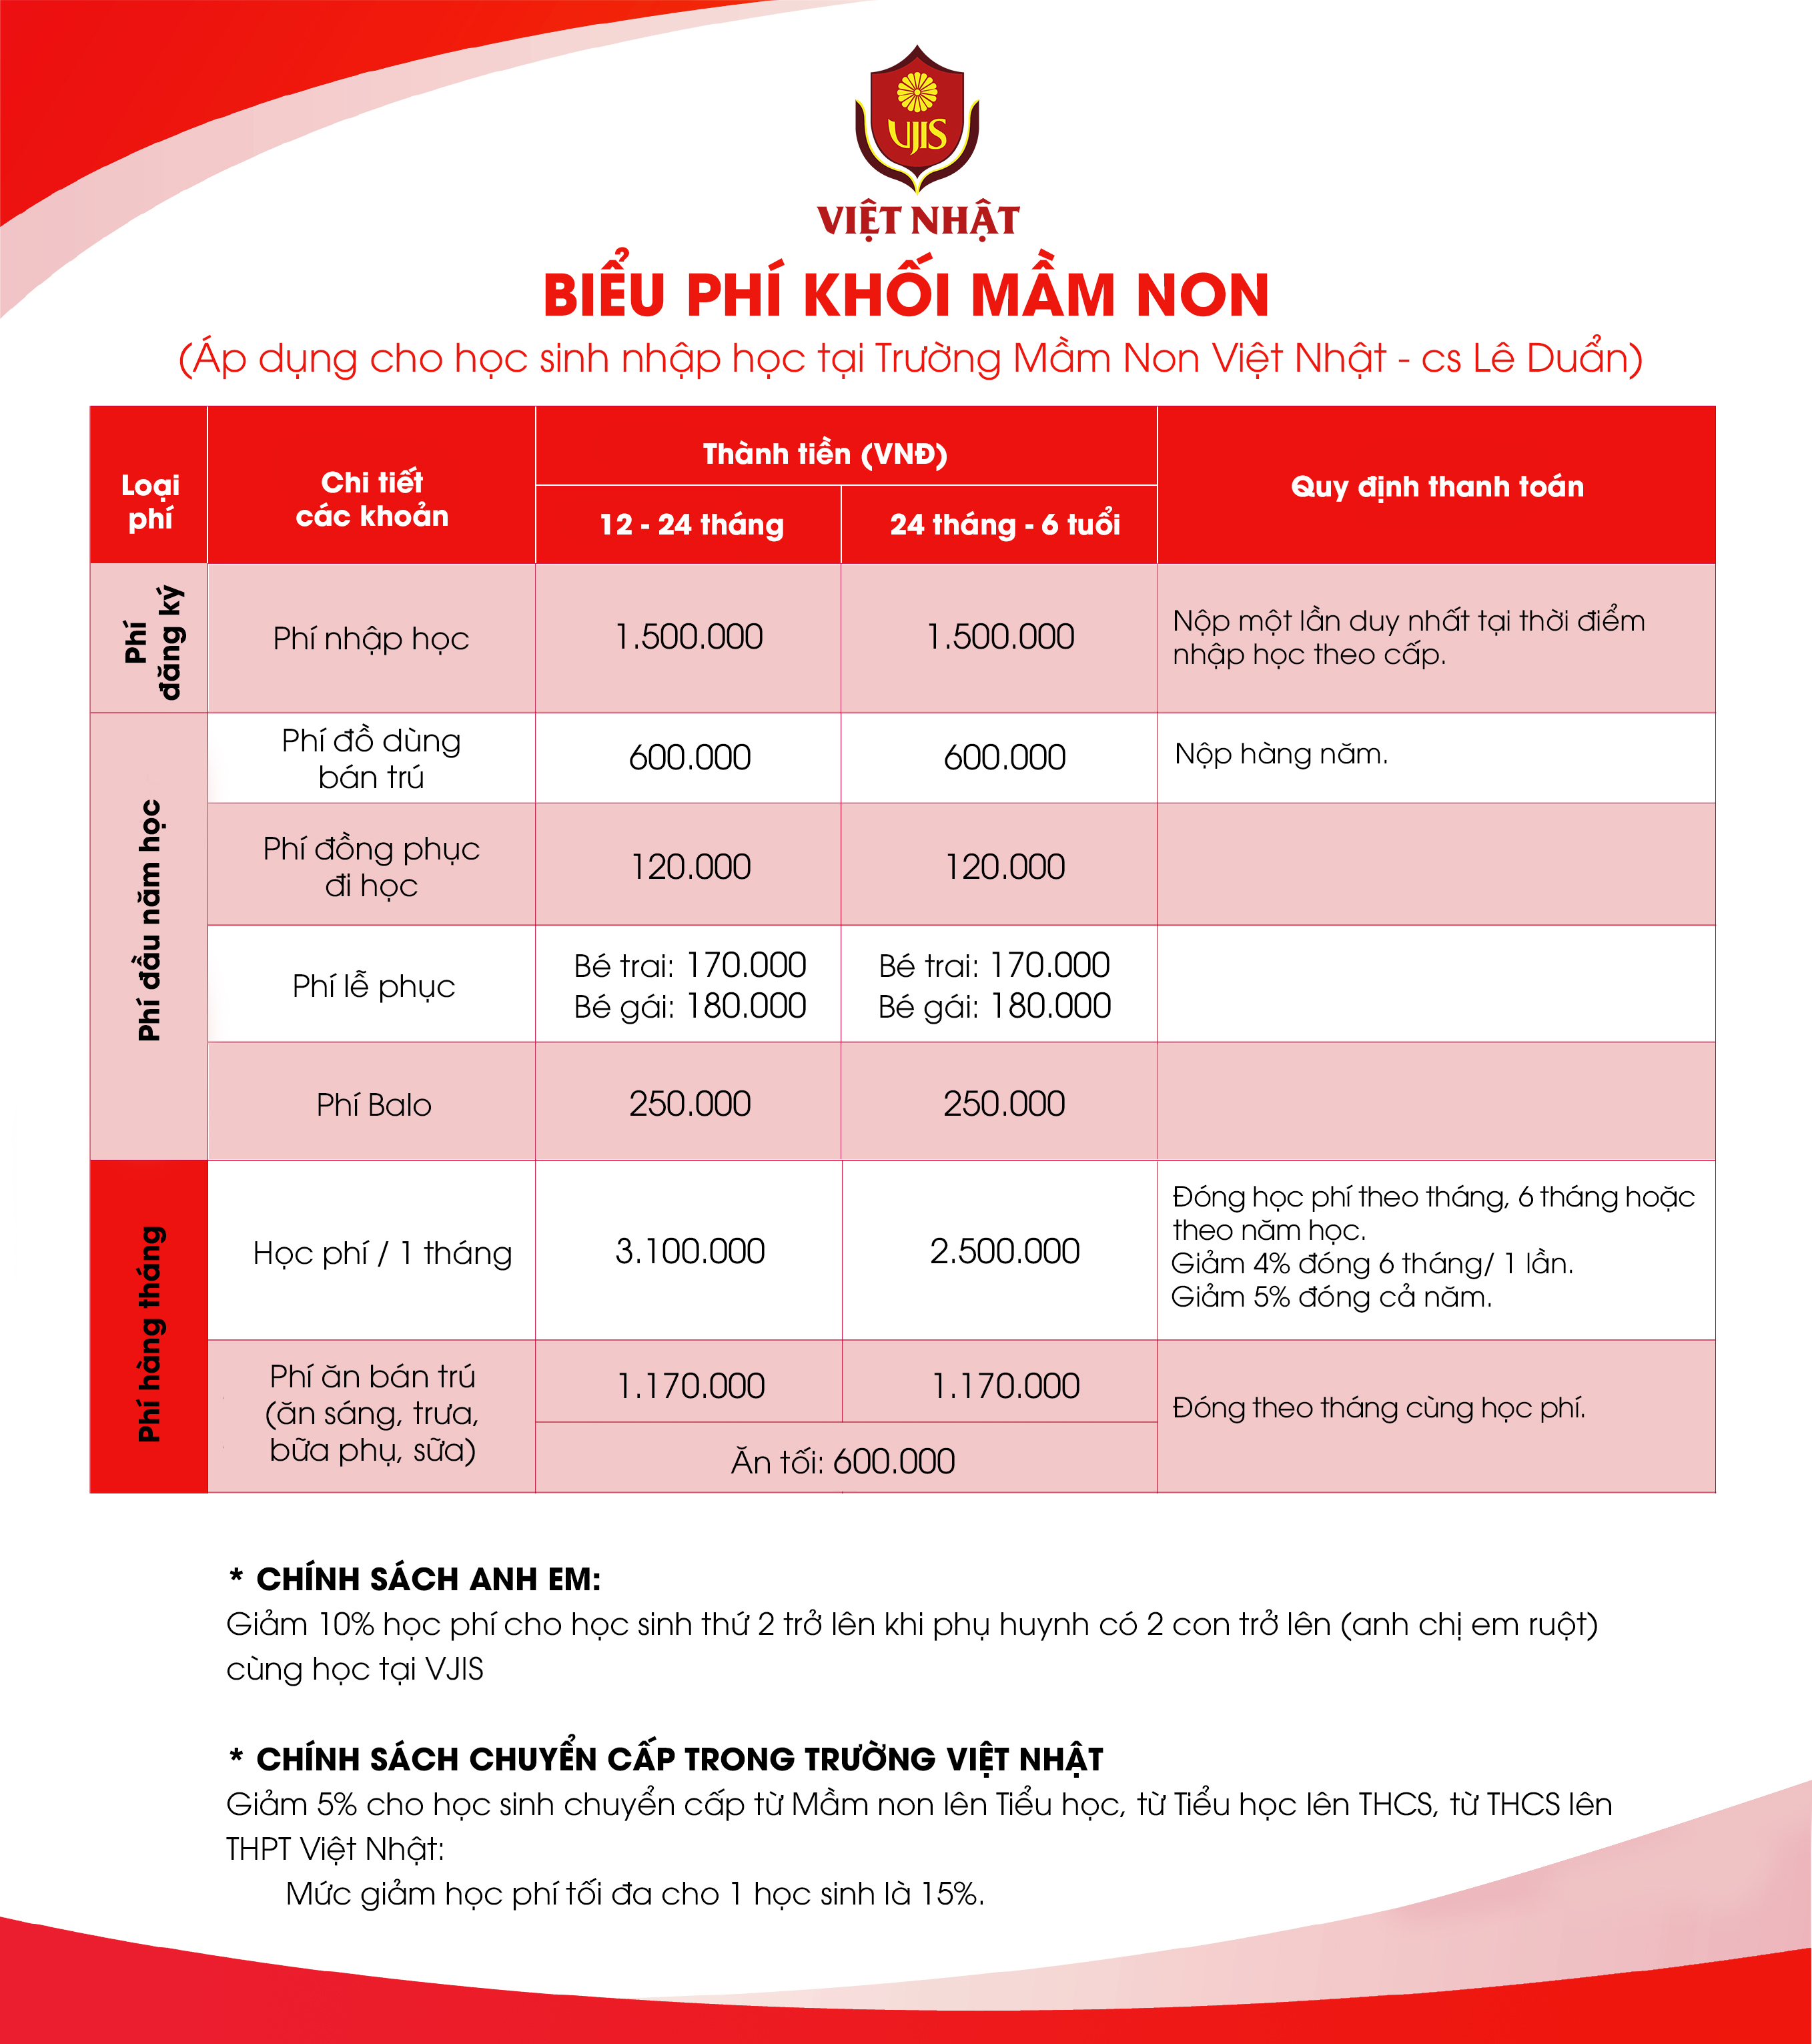 VJIS
VIỆT NHẬT
BIỂU PHÍ KHỐI MẦM NON
(Áp dụng cho học sinh nhập học tại Trường Mầm Non Việt Nhật - cs Lê Duẩn)
Loại
phí
Chi tiết
các khoản
Thành tiền (VNĐ)
12 - 24 tháng
24 tháng - 6 tuổi
Quy định thanh toán
Phí
đăng ký
Phí nhập học
1.500.000
1.500.000
Nộp một lần duy nhất tại thời điểm
nhập học theo cấp.
Phí đầu năm học
Phí đồ dùng
bán trú
600.000
600.000
Nộp hàng năm.
Phí đồng phục
đi học
120.000
120.000
Phí lễ phục
Bé trai: 170.000
Bé gái: 180.000
Bé trai: 170.000
Bé gái: 180.000
Phí Balo
250.000
250.000
Phí hàng tháng
Học phí / 1 tháng
3.100.000
2.500.000
Đóng học phí theo tháng, 6 tháng hoặc
theo năm học.
Giảm 4% đóng 6 tháng/ 1 lần.
Giảm 5% đóng cả năm.
Phí ăn bán trú
(ăn sáng, trưa,
bữa phụ, sữa)
1.170.000
1.170.000
Ăn tối: 600.000
Đóng theo tháng cùng học phí.
* CHÍNH SÁCH ANH EM:
Giảm 10% học phí cho học sinh thứ 2 trở lên khi phụ huynh có 2 con trở lên (anh chị em ruột)
cùng học tại VJIS
* CHÍNH SÁCH CHUYỂN CẤP TRONG TRƯỜNG VIỆT NHẬT
Giảm 5% cho học sinh chuyển cấp từ Mầm non lên Tiểu học, từ Tiểu học lên THCS, từ THCS lên
THPT Việt Nhật:
Mức giảm học phí tối đa cho 1 học sinh là 15%.